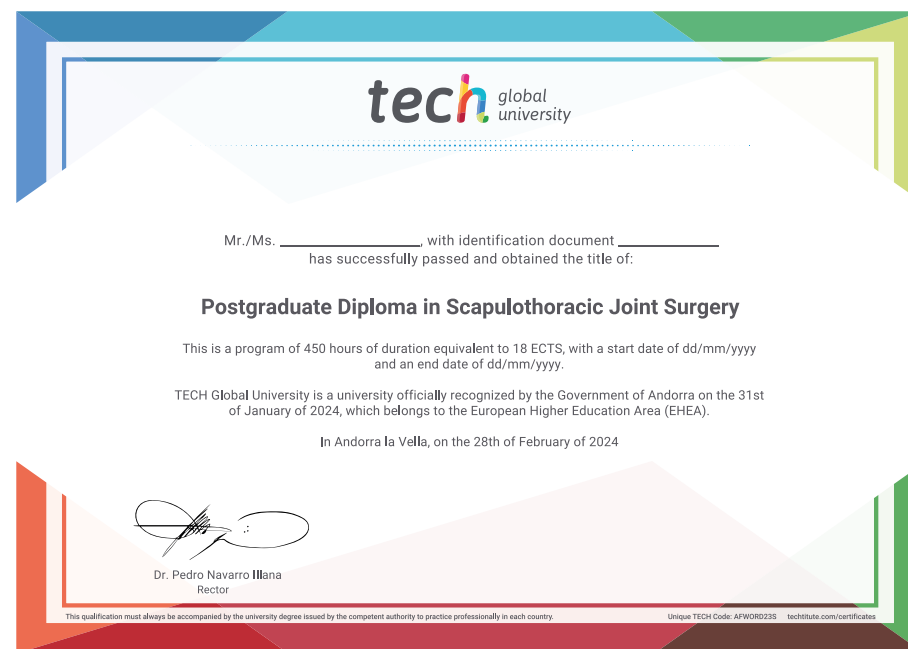 tech global university
Mr./Ms. ____________________, with identification document ______________
has successfully passed and obtained the title of:
Postgraduate Diploma in Scapulothoracic Joint Surgery
This is a program of 450 hours of duration equivalent to 18 ECTS, with a start date of dd/mm/yyyy
and an end date of dd/mm/yyyy.
TECH Global University is a university officially recognized by the Government of Andorra on the 31st
of January of 2024, which belongs to the European Higher Education Area (EHEA).
In Andorra la Vella, on the 28th of February of 2024
Dr. Pedro Navarro Illana
Rector
This qualification must always be accompanied by the university degree issued by the competent authority to practice professionally in each country.
Unique TECH Code: AFWORD23S techtitute.com/certificates